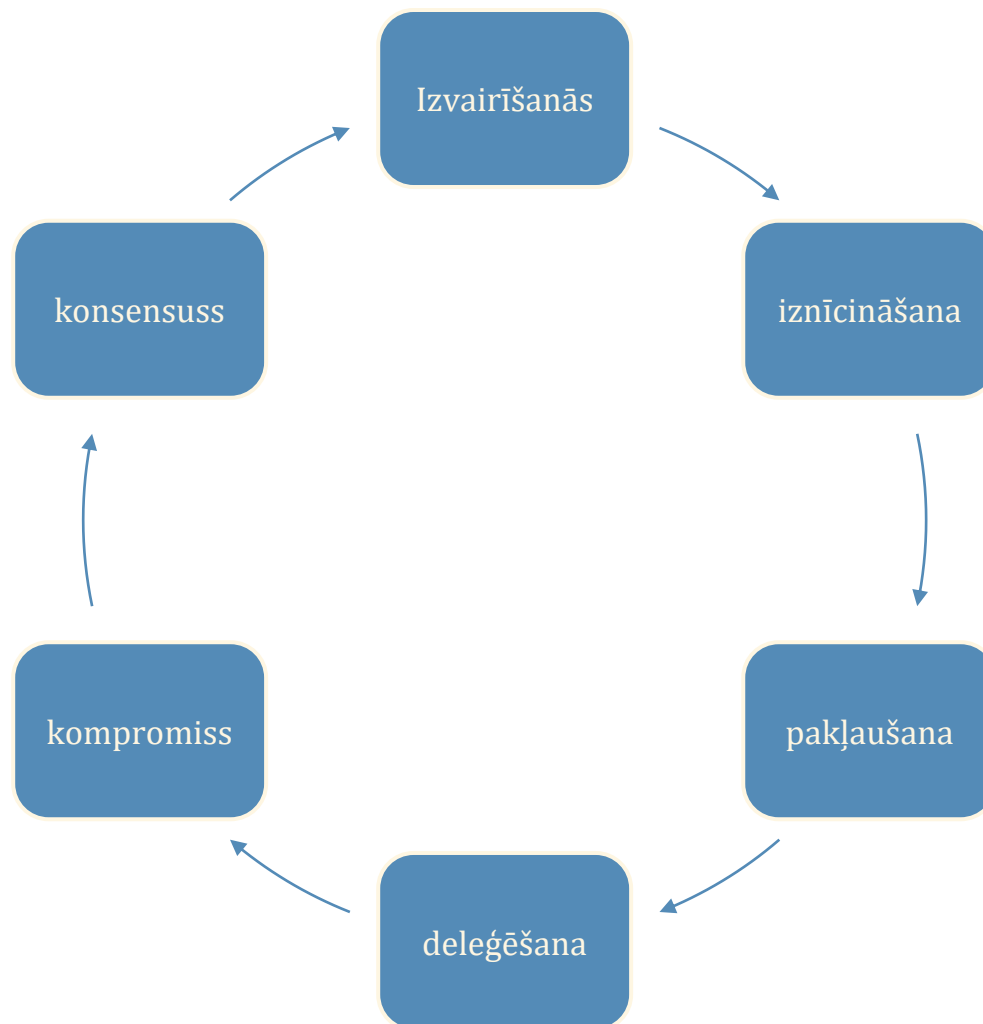 Izvairīšanās
iznīcināšana
pakļaušana
deleģēšana
kompromiss
konsensuss